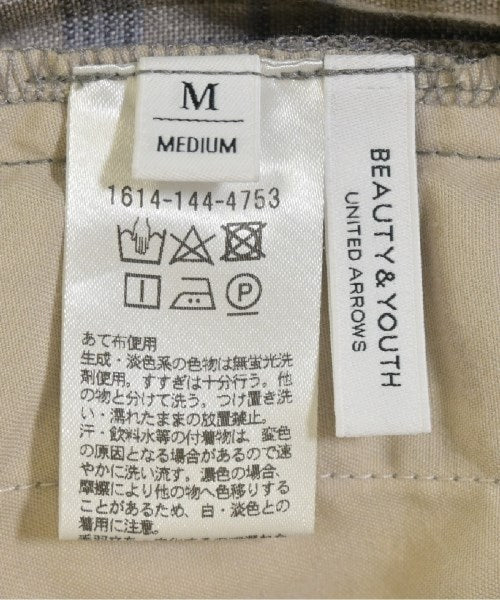 M
MEDIUM
1614-144-4753
P
あて布使用
生成・淡色系の色物は無蛍光洗
剤使用。すすぎは十分行う。他
の物と分けて洗う。つけ置き洗
い・濡れたままの放置禁止。
汗・飲料水等の付着物は、変色
の原因となる場合があるので速
やかに洗い流す。濃色の場合、
摩擦により他の物へ色移りする
ことがあるため、白・淡色との
着用に注意。
BEAUTY & YOUTH
UNITED ARROWS